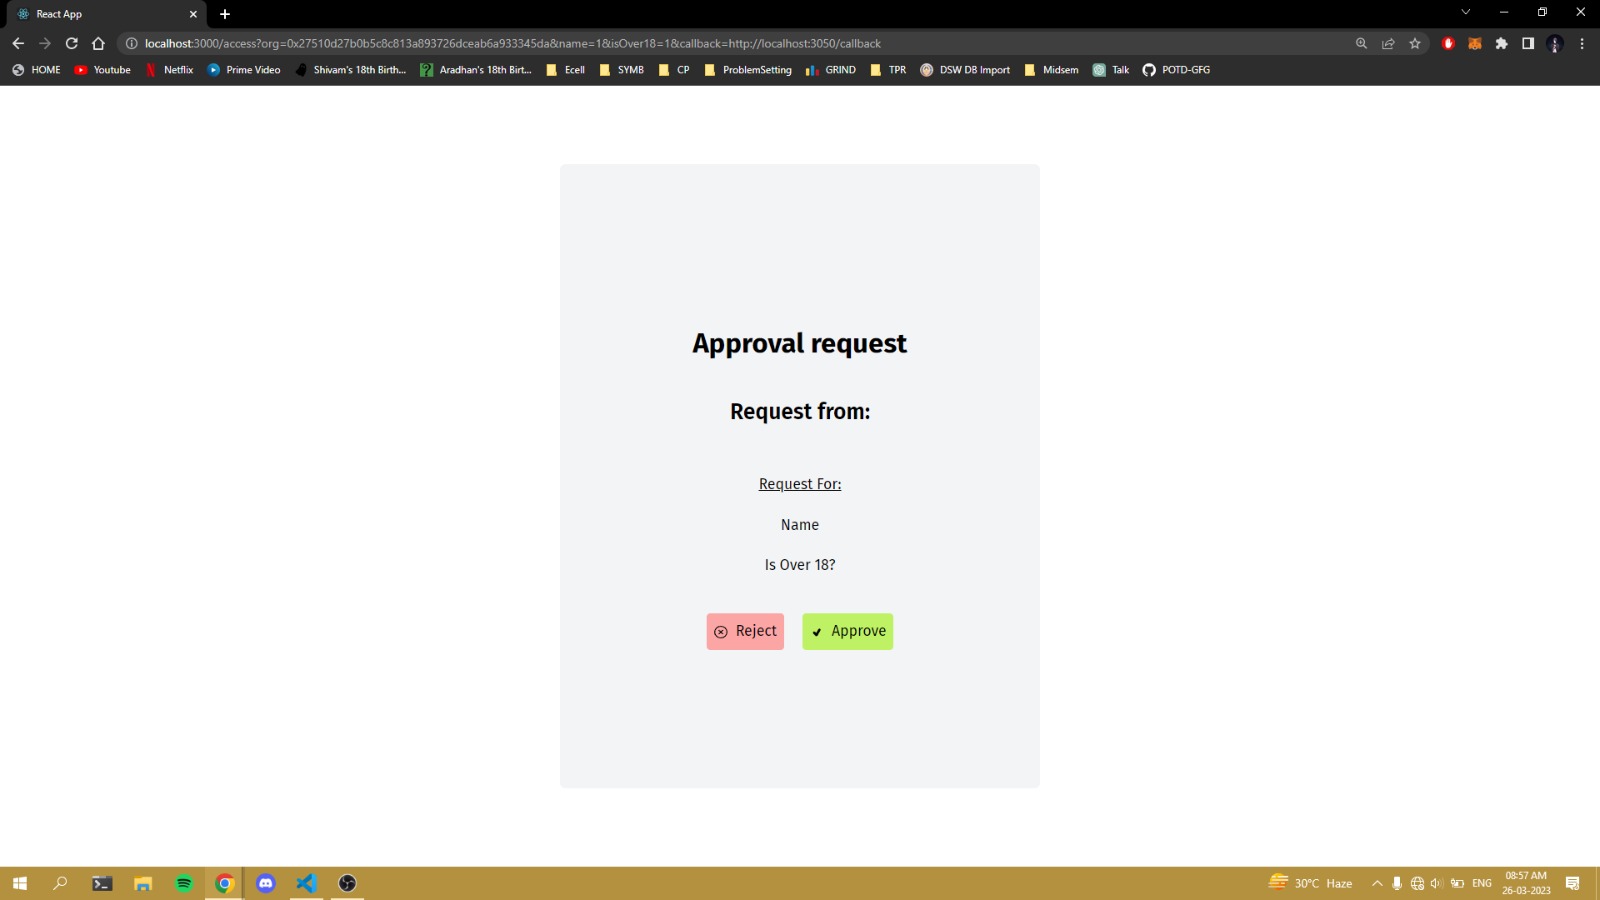 React App
localhost:3000/access?org=0x27510d27b0b5c8c813a893726dceab6a933345da&name=1&isOver18=1&callback=http://localhost:3050/callback
HOME Youtube Netflix Prime Video Shivam's 18th Birth... Aradhan's 18th Birt... Ecell SYMB CP ProblemSetting GRIND TPR DSW DB Import Midsem Talk POTD-GFG
Approval request
Request from:
Request For:
Name
Is Over 18?
Reject Approve
30°C Haze ENG 08:57 AM
26-03-2023